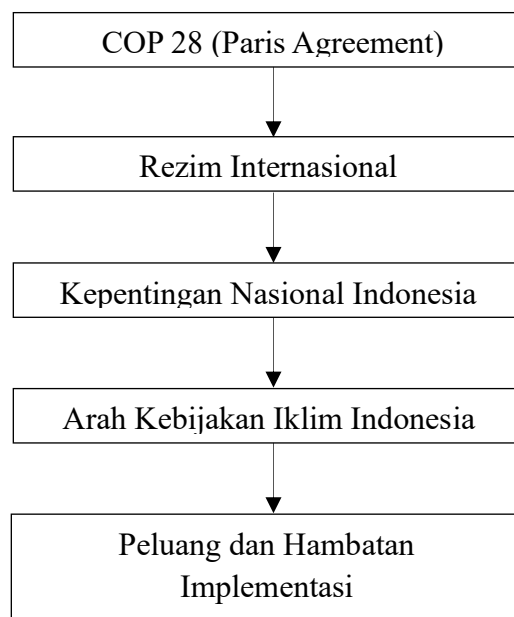 COP 28 (Paris Agreement)
Rezim Internasional
Kepentingan Nasional Indonesia
Arah Kebijakan Iklim Indonesia
Peluang dan Hambatan
Implementasi